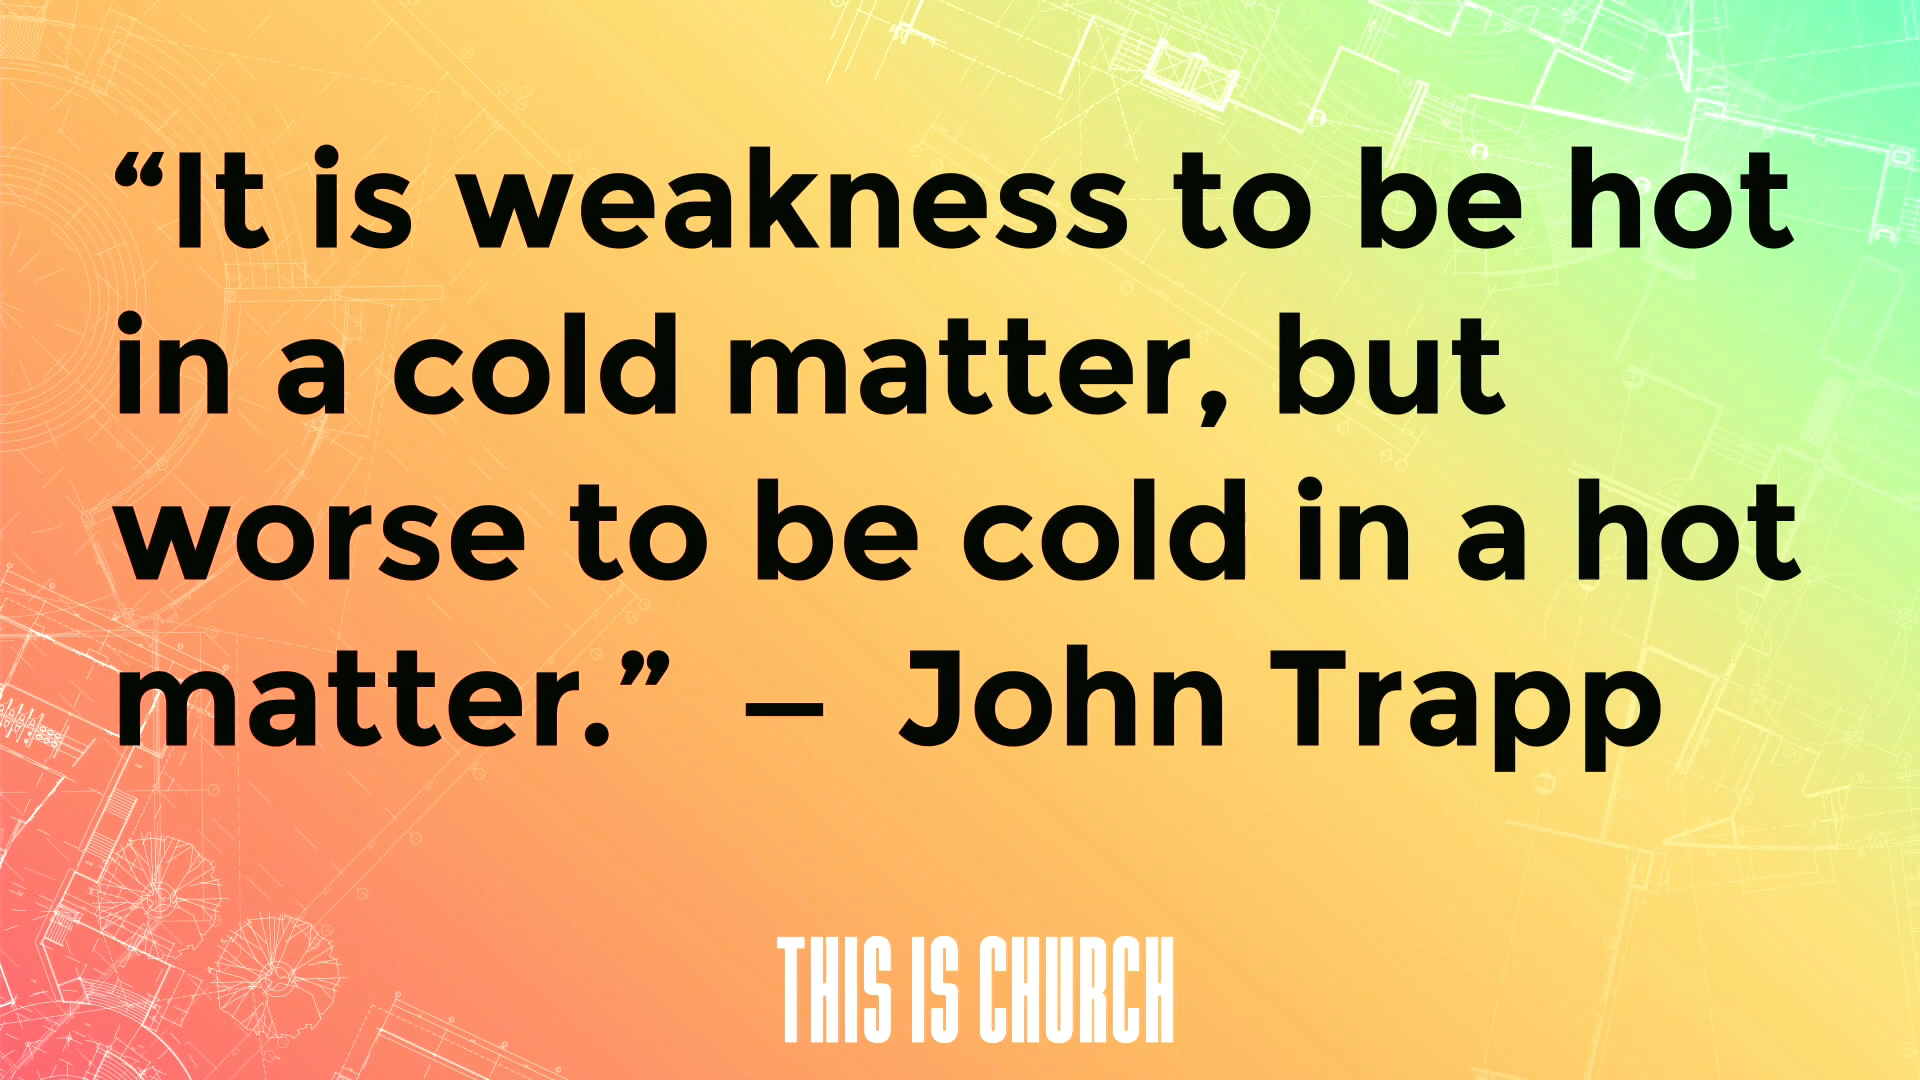 “It is weakness to be hot
in a cold matter, but
worse to be cold in a hot
matter.” – John Trapp
THIS IS CHURCH